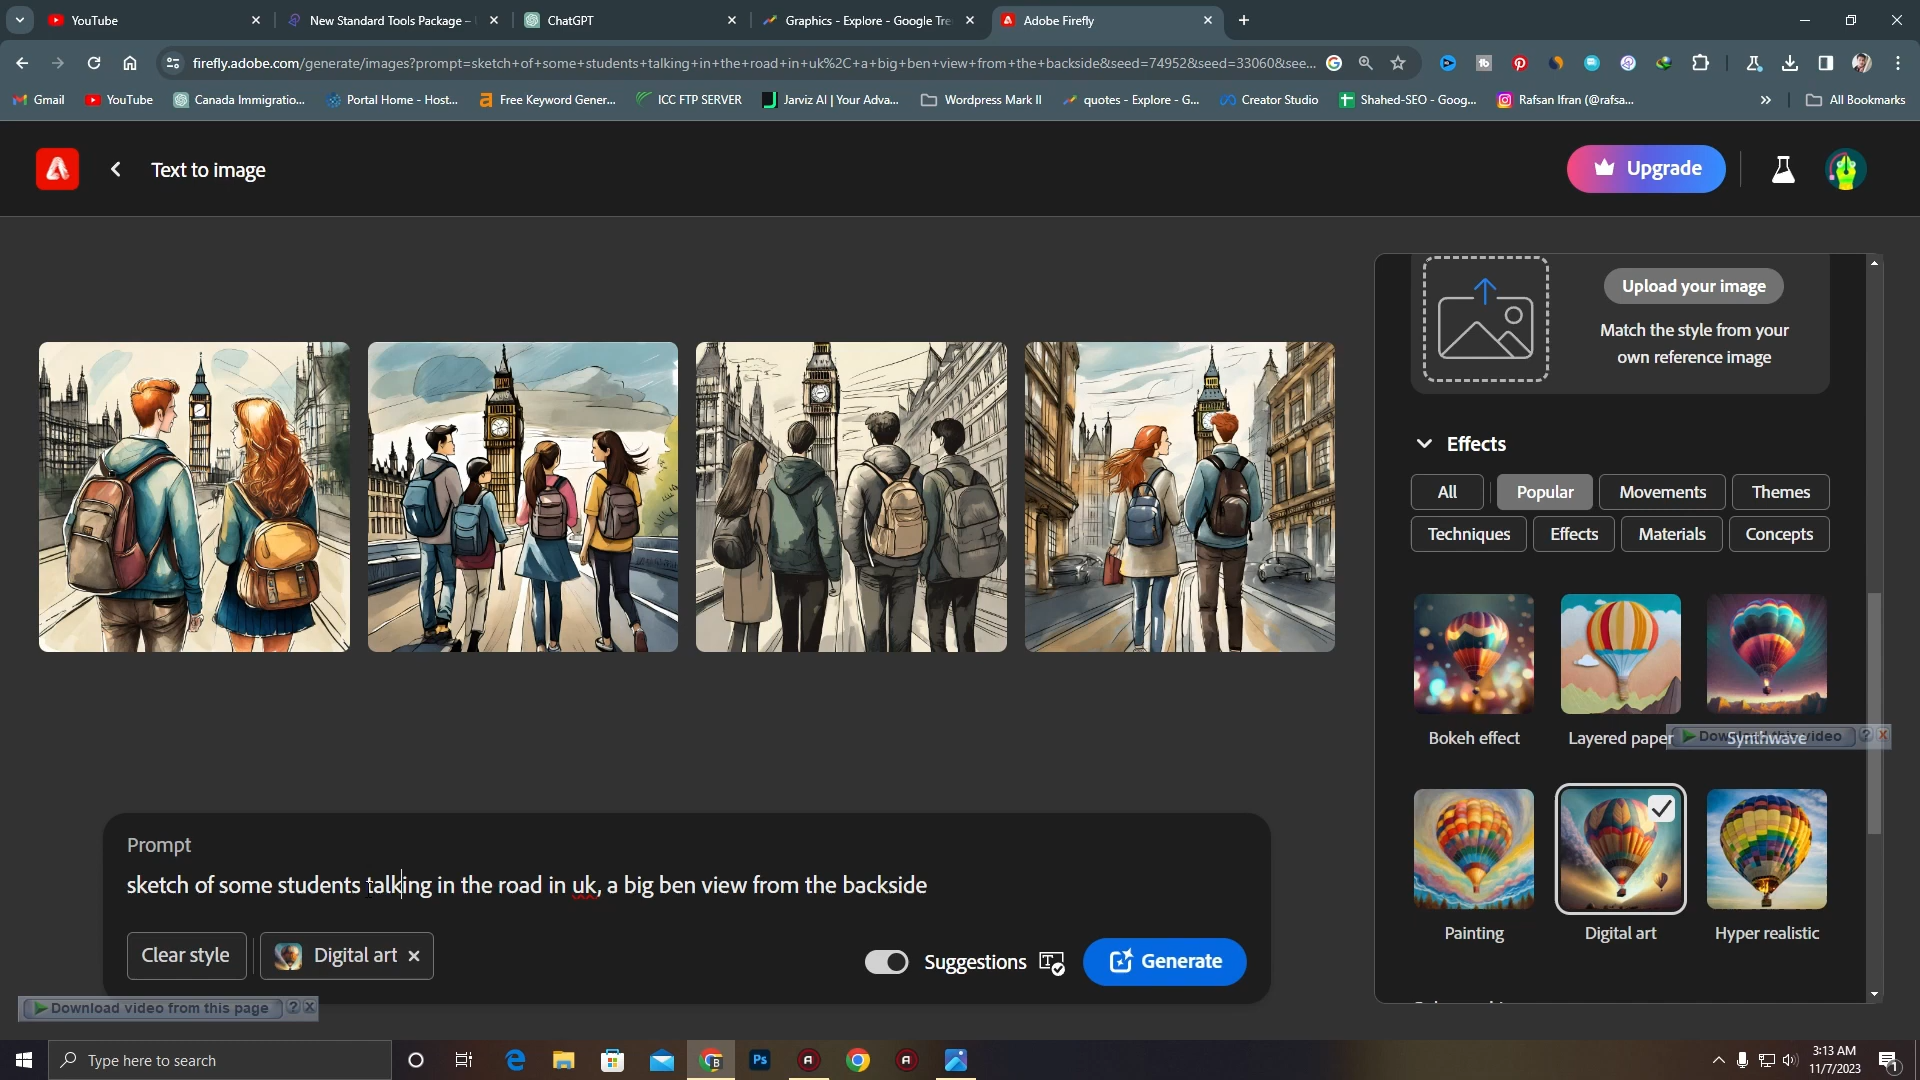 YouTube
New Standard Tools Package –
ChatGPT
Graphics - Explore - Google Tre
Adobe Firefly
firefly.adobe.com/generate/images?prompt=sketch+of+some+students+talking+in+the+road+in+uk%2C+a+big+ben+view+from+the+backside&seed=74952&seed=33060&see...
Gmail
YouTube
Canada Immigratio...
Portal Home - Host...
Free Keyword Gener...
ICC FTP SERVER
Jarviz AI | Your Adva...
Wordpress Mark II
quotes - Explore - G...
Creator Studio
Shahed-SEO - Goog...
Rafsan Ifran (@rafsa...
All Bookmarks
Text to image
Upgrade
Upload your image
Match the style from your
own reference image
Effects
All
Popular
Movements
Themes
Techniques
Effects
Materials
Concepts
Bokeh effect
Layered paper
Synthwave
Download this video
Painting
Digital art
Hyper realistic
Prompt
sketch of some students talking in the road in uk, a big ben view from the backside
Clear style
Digital art
Suggestions
Generate
Download video from this page
Type here to search
3:13 AM
11/7/2023